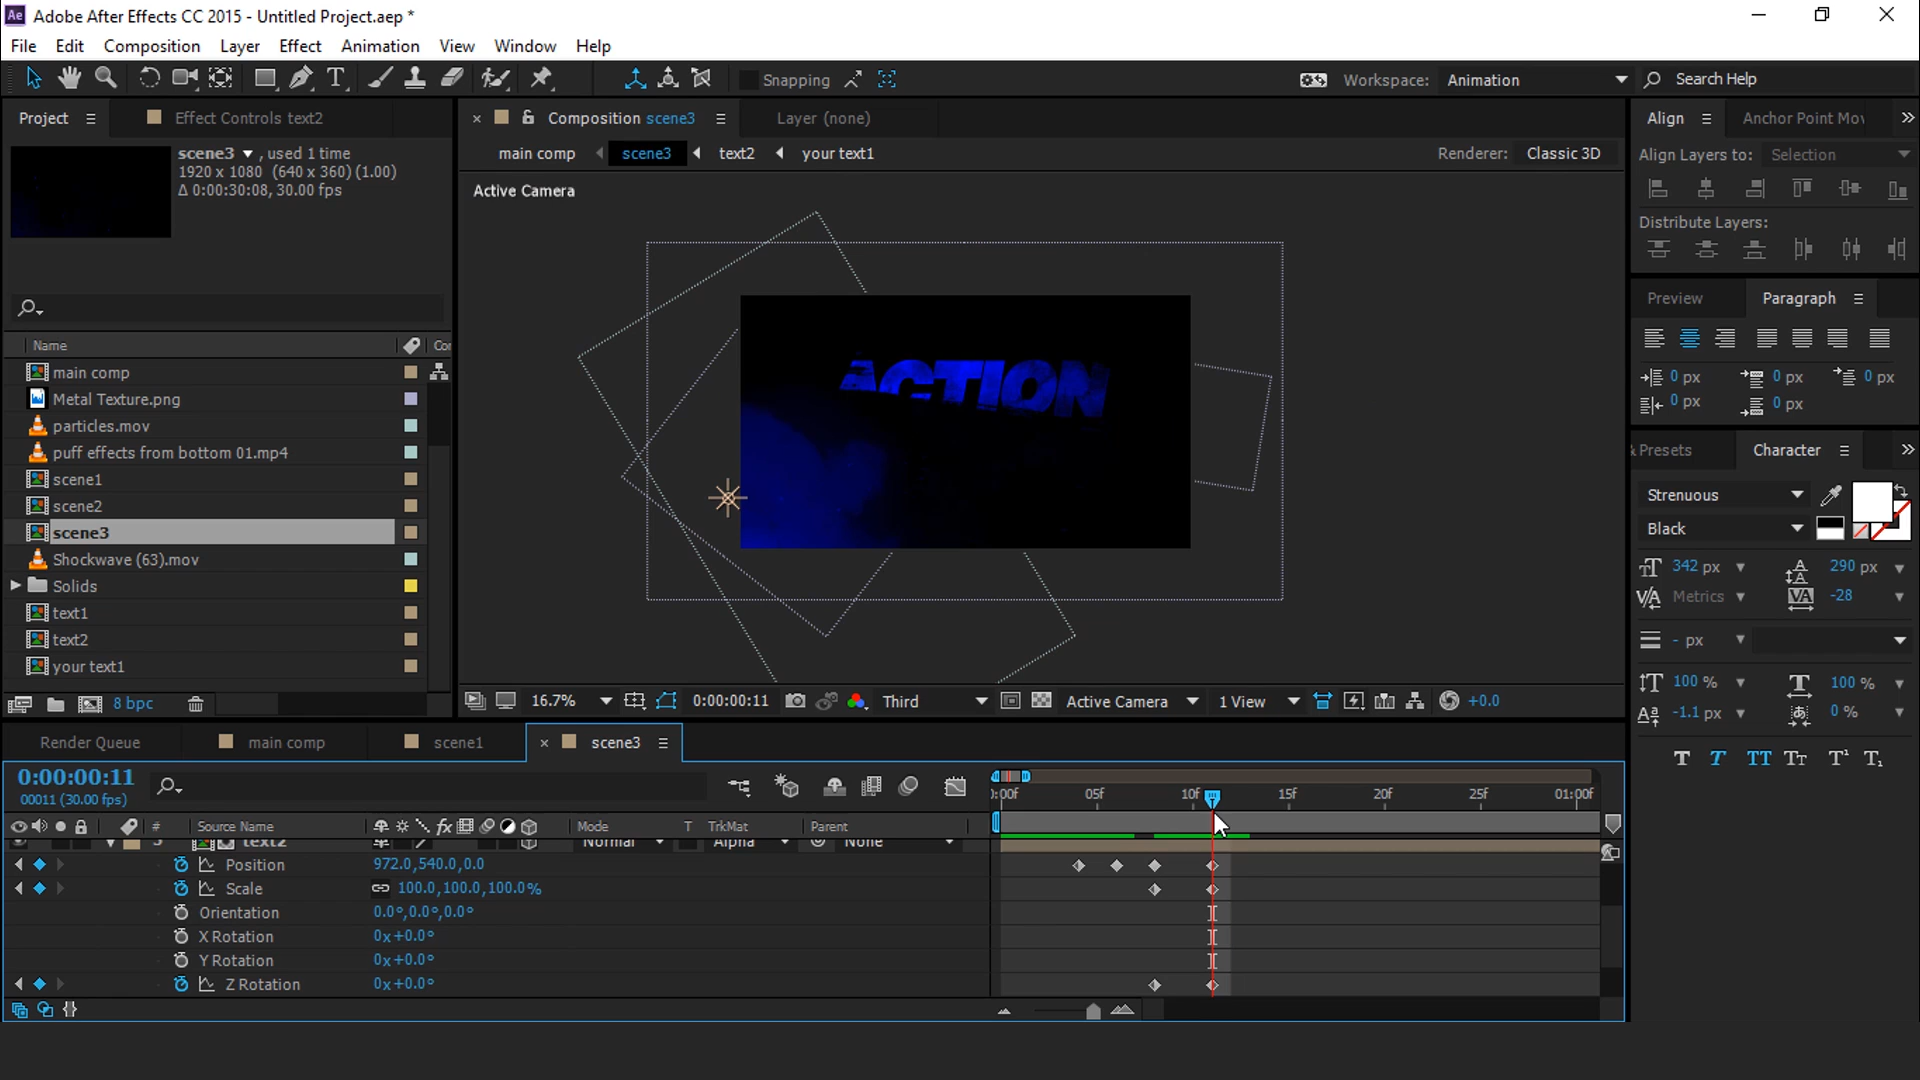 Ae Adobe After Effects CC 2015 - Untitled Project.aep *
File Edit Composition Layer Effect Animation View Window Help
T Snapping Workspace: Animation Search Help
Project Effect Controls text2
Composition scene3 Layer (none)
Align Anchor Point Mov
scene3 , used 1 time
1920 x 1080 (640 x 360) (1.00)
Δ 0:00:30:08, 30.00 fps
main comp scene3 text2 your text1
Renderer: Classic 3D
Align Layers to: Selection
Active Camera
Distribute Layers:
Preview Paragraph
0 px 0 px 0 px
0 px 0 px
Name
main comp
Metal Texture.png
particles.mov
puff effects from bottom 01.mp4
scene1
scene2
scene3
Shockwave (63).mov
Solids
text1
text2
your text1
8 bpc
ACTION
& Presets Character
Strenuous
Black
342 px 290 px
Metrics -28
- px
100 % 100 %
-1.1 px 0 %
T T TT Tt T¹ T₁
16.7% 0:00:00:11 Third Active Camera 1 View +0.0
Render Queue main comp scene1 scene3
0:00:00:11
00011 (30.00 fps)
):00f 05f 10f 15f 20f 25f 01:00f
# Source Name fx Mode T TrkMat Parent
text2 Normal Alpha None
Position 972.0,540.0,0.0
Scale 100.0,100.0,100.0%
Orientation 0.0°,0.0°,0.0°
X Rotation 0x+0.0°
Y Rotation 0x+0.0°
Z Rotation 0x+0.0°